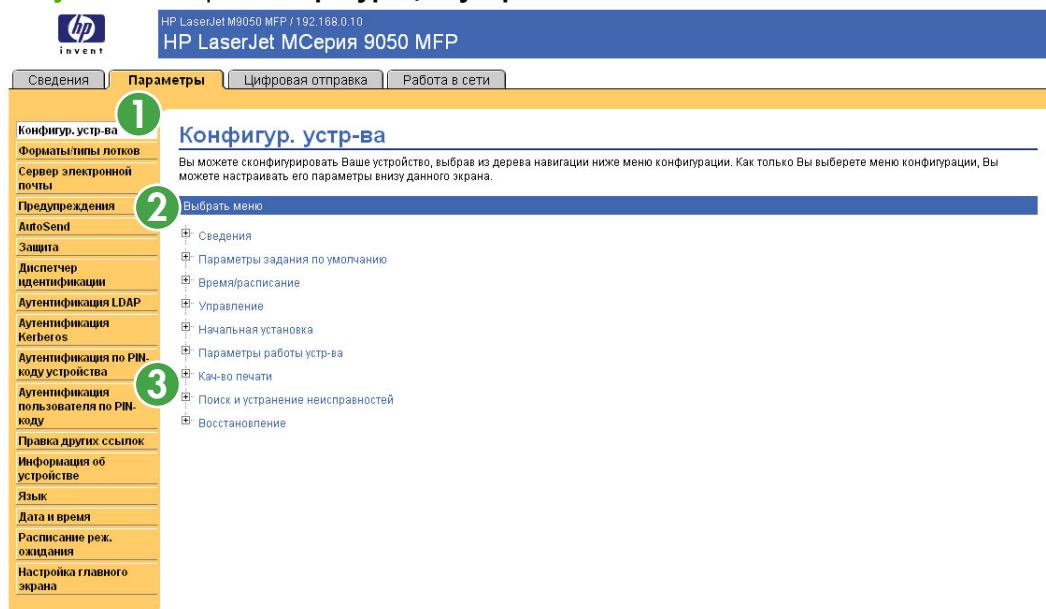 hp
invent
HP LaserJet M9050 MFP / 192.168.0.10
HP LaserJet MСерия 9050 MFP
Сведения
Параметры
Цифровая отправка
Работа в сети
1
Конфигур. устр-ва
Форматы/типы лотков
Сервер электронной
почты
Предупреждения
AutoSend
Защита
Диспетчер
идентификации
Аутентификация LDAP
Аутентификация
Kerberos
Аутентификация по PIN-
коду устройства
Аутентификация
пользователя по PIN-
коду
Правка других ссылок
Информация об
устройстве
Язык
Дата и время
Расписание реж.
ожидания
Настройка главного
экрана
Конфигур. устр-ва
Вы можете сконфигурировать Ваше устройство, выбрав из дерева навигации ниже меню конфигурации. Как только Вы выберете меню конфигурации, Вы
можете настраивать его параметры внизу данного экрана.
2
Выбрать меню
Сведения
Параметры задания по умолчанию
Время/расписание
Управление
Начальная установка
Параметры работы устр-ва
3
Кач-во печати
Поиск и устранение неисправностей
Восстановление